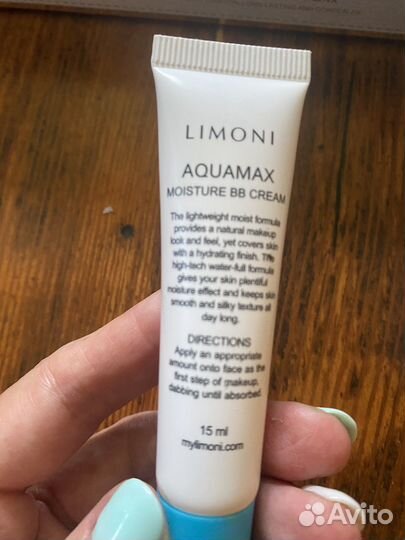 LIMONI
AQUAMAX
MOISTURE BB CREAM
The lightweight moist formula
provides a natural makeup
look and feel, yet covers skin
with a hydrating finish. The
high-tech water-full formula
gives your skin plentiful
moisture effect and keeps skin
smooth and silky texture all
day long.
DIRECTIONS
Apply an appropriate
amount onto face as the
first step of makeup,
dabbing until absorbed.
15 ml
mylimoni.com
Avito